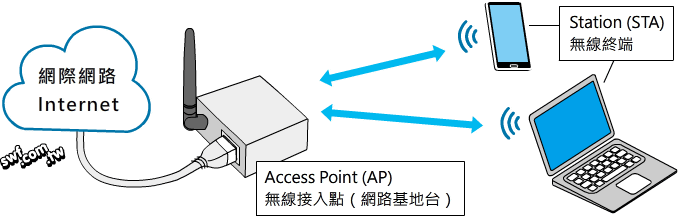 網際網路
Internet
swf.com.tw
Access Point (AP)
無線接入點（網路基地台）
Station (STA)
無線終端